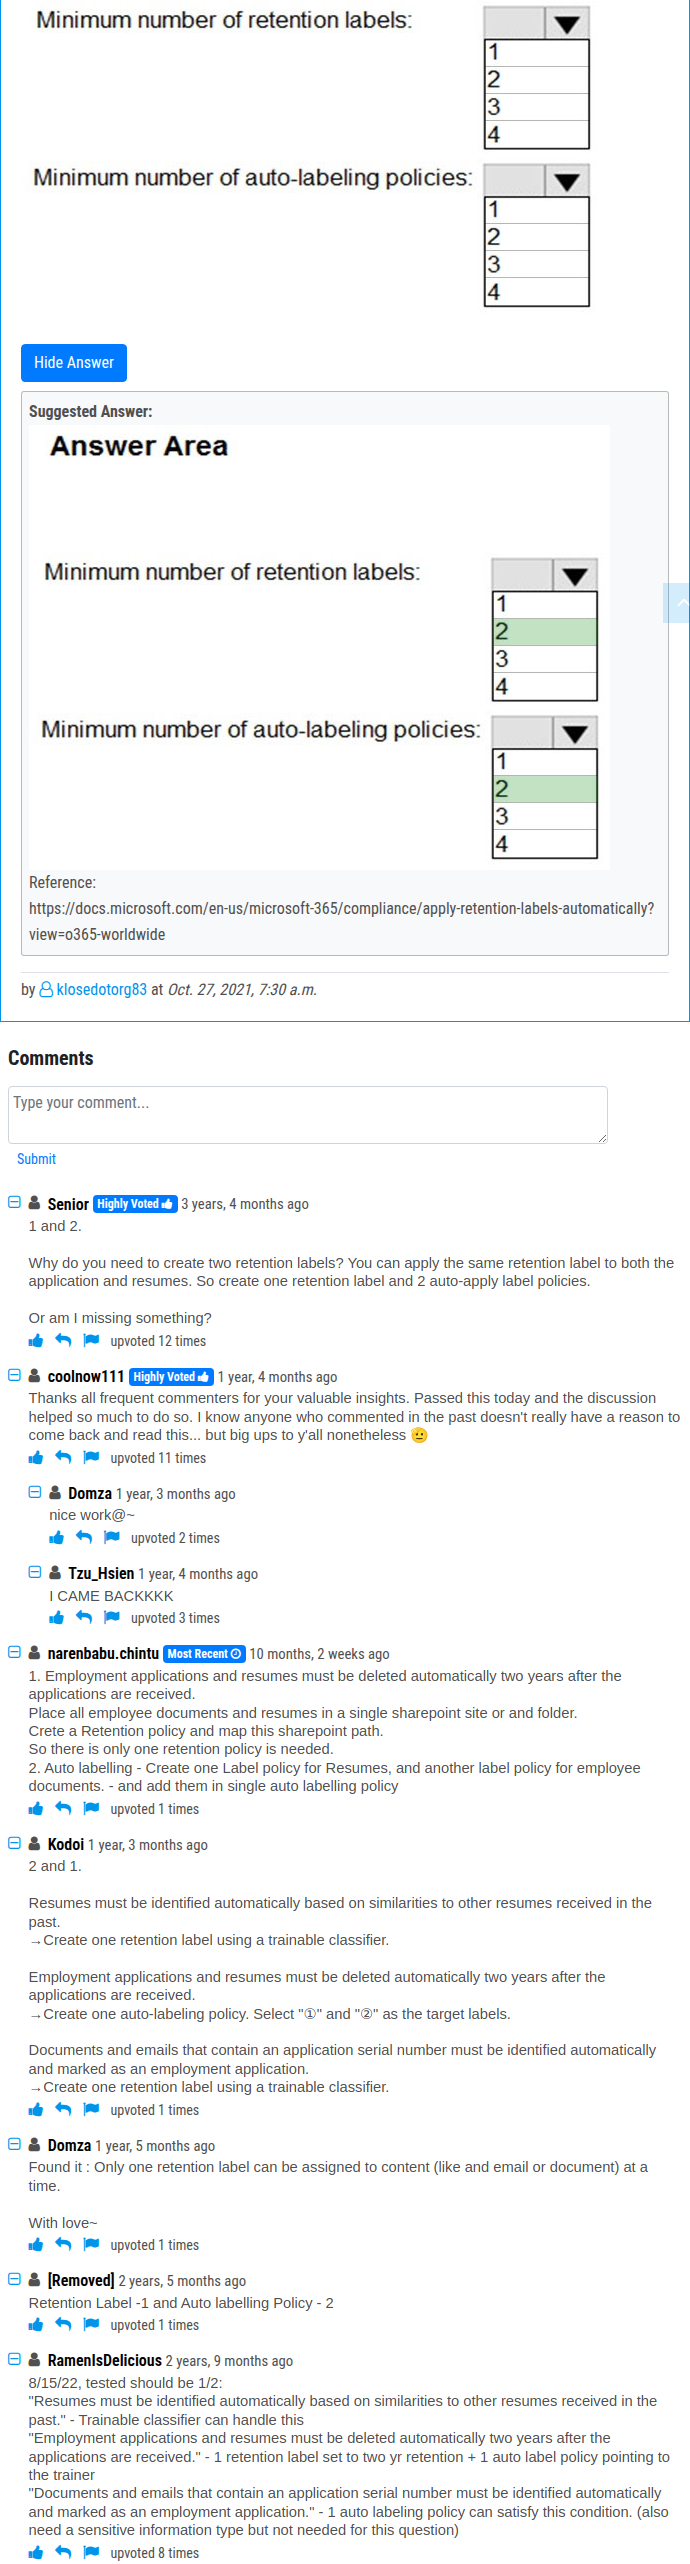 Minimum number of retention labels:
1
2
3
4
Minimum number of auto-labeling policies:
1
2
3
4
Hide Answer
Suggested Answer:
Answer Area
Minimum number of retention labels:
1
2
3
4
Minimum number of auto-labeling policies:
1
2
3
4
Reference:
https://docs.microsoft.com/en-us/microsoft-365/compliance/apply-retention-labels-automatically?
view=o365-worldwide
by klosedotorg83 at Oct. 27, 2021, 7:30 a.m.
Comments
Type your comment...
Submit
Senior Highly Voted 3 years, 4 months ago
1 and 2.
Why do you need to create two retention labels? You can apply the same retention label to both the
application and resumes. So create one retention label and 2 auto-apply label policies.
Or am I missing something?
upvoted 12 times
coolnow111 Highly Voted 1 year, 4 months ago
Thanks all frequent commenters for your valuable insights. Passed this today and the discussion
helped so much to do so. I know anyone who commented in the past doesn't really have a reason to
come back and read this... but big ups to y'all nonetheless 🫡
upvoted 11 times
Domza 1 year, 3 months ago
nice work@~
upvoted 2 times
Tzu_Hsien 1 year, 4 months ago
I CAME BACKKKK
upvoted 3 times
narenbabu.chintu Most Recent 10 months, 2 weeks ago
1. Employment applications and resumes must be deleted automatically two years after the
applications are received.
Place all employee documents and resumes in a single sharepoint site or and folder.
Crete a Retention policy and map this sharepoint path.
So there is only one retention policy is needed.
2. Auto labelling - Create one Label policy for Resumes, and another label policy for employee
documents. - and add them in single auto labelling policy
upvoted 1 times
Kodoi 1 year, 3 months ago
2 and 1.
Resumes must be identified automatically based on similarities to other resumes received in the
past.
→Create one retention label using a trainable classifier.
Employment applications and resumes must be deleted automatically two years after the
applications are received.
→Create one auto-labeling policy. Select "①" and "②" as the target labels.
Documents and emails that contain an application serial number must be identified automatically
and marked as an employment application.
→Create one retention label using a trainable classifier.
upvoted 1 times
Domza 1 year, 5 months ago
Found it : Only one retention label can be assigned to content (like and email or document) at a
time.
With love~
upvoted 1 times
[Removed] 2 years, 5 months ago
Retention Label -1 and Auto labelling Policy - 2
upvoted 1 times
RamenIsDelicious 2 years, 9 months ago
8/15/22, tested should be 1/2:
"Resumes must be identified automatically based on similarities to other resumes received in the
past." - Trainable classifier can handle this
"Employment applications and resumes must be deleted automatically two years after the
applications are received." - 1 retention label set to two yr retention + 1 auto label policy pointing to
the trainer
"Documents and emails that contain an application serial number must be identified automatically
and marked as an employment application." - 1 auto labeling policy can satisfy this condition. (also
need a sensitive information type but not needed for this question)
upvoted 8 times